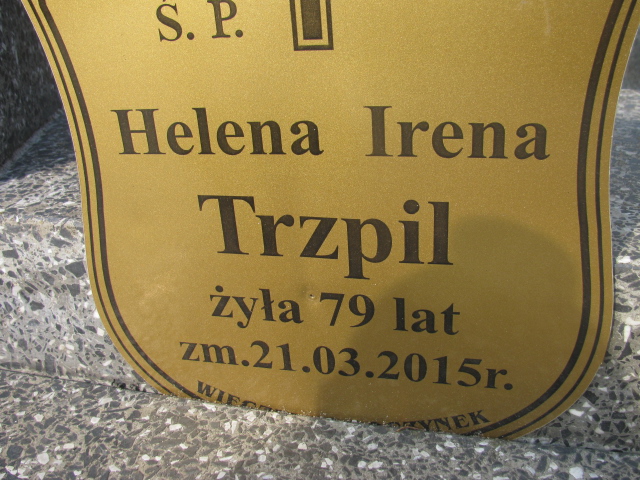 Ś. P.
Helena Irena
Trzpil
żyła 79 lat
zm.21.03.2015r.